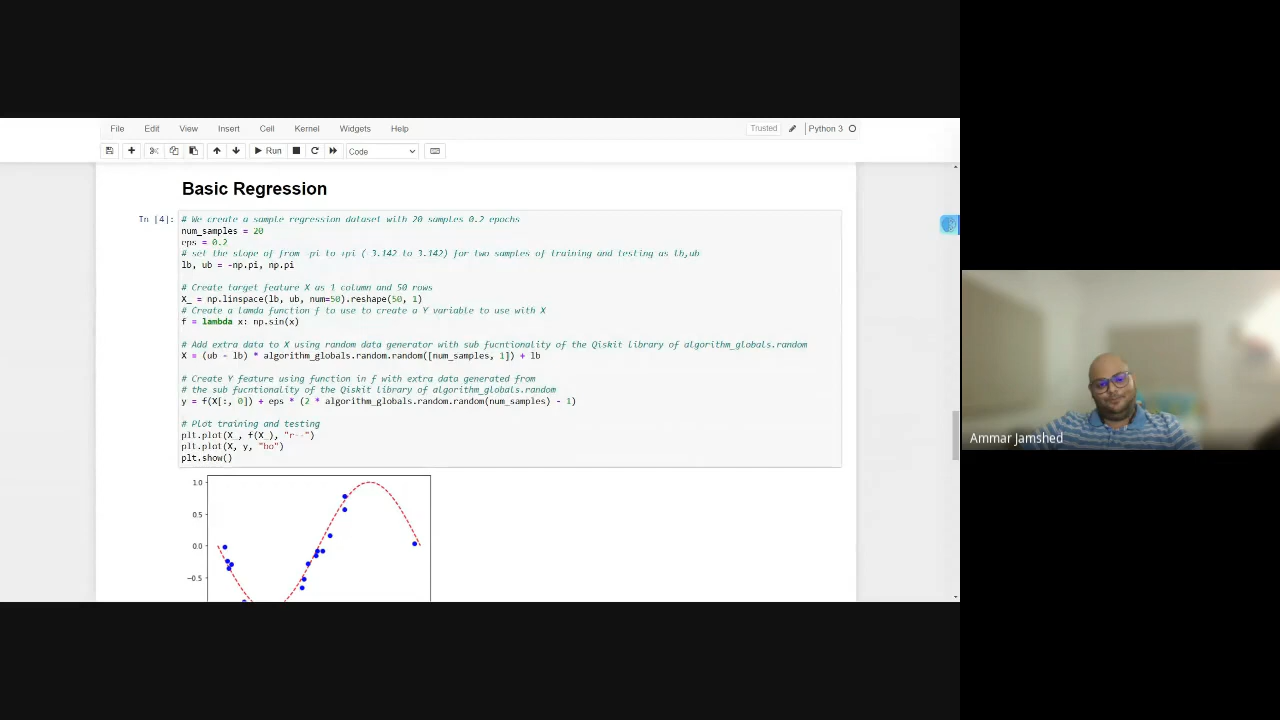 File Edit View Insert Cell Kernel Widgets Help Trusted Python 3
Run Code
Basic Regression
In [4]:
# We create a sample regression dataset with 20 samples 0.2 epochs
num_samples = 20
eps = 0.2
# set the slope of from -pi to +pi (-3.142 to 3.142) for two samples of training and testing as lb,ub
lb, ub = -np.pi, np.pi
# Create target feature X as 1 column and 50 rows
X_ = np.linspace(lb, ub, num=50).reshape(50, 1)
# Create a lamda function f to use to create a Y variable to use with X
f = lambda x: np.sin(x)
# Add extra data to X using random data generator with sub fucntionality of the Qiskit library of algorithm_globals.random
X = (ub - lb) * algorithm_globals.random.random([num_samples, 1]) + lb
# Create Y feature using function in f with extra data generated from
# the sub fucntionality of the Qiskit library of algorithm_globals.random
y = f(X[:, 0]) + eps * (2 * algorithm_globals.random.random(num_samples) - 1)
# Plot training and testing
plt.plot(X_, f(X_), "r--")
plt.plot(X, y, "bo")
plt.show()
1.0
0.5
0.0
−0.5
Ammar Jamshed